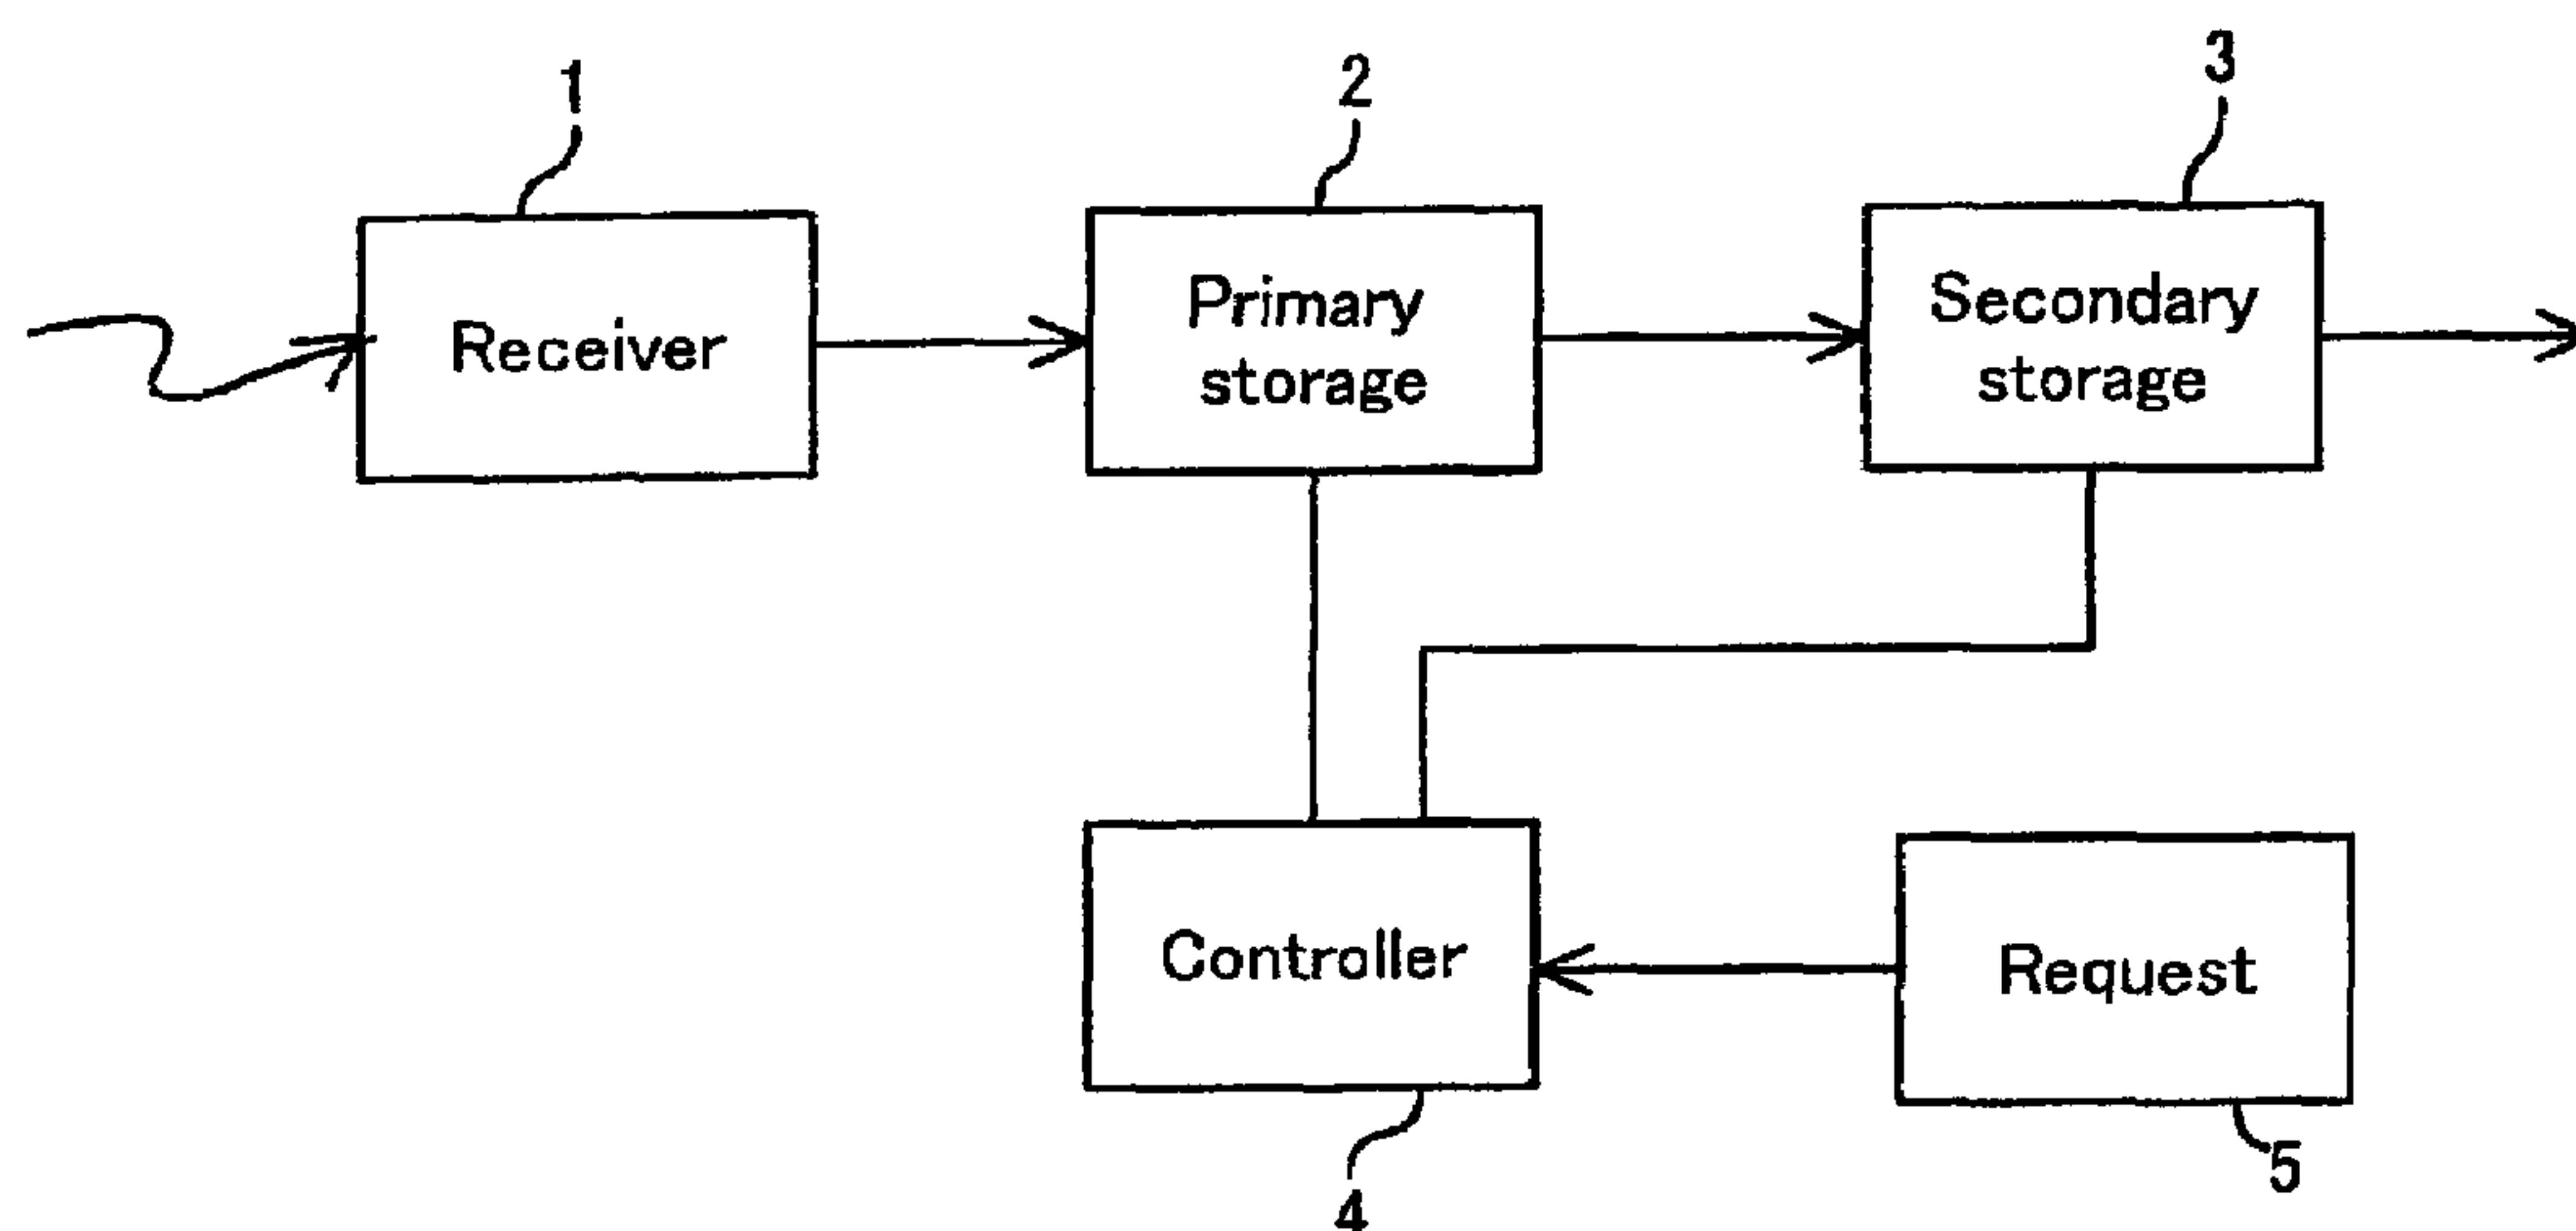 1
2
3
Receiver
Primary
storage
Secondary
storage
Controller
Request
4
5